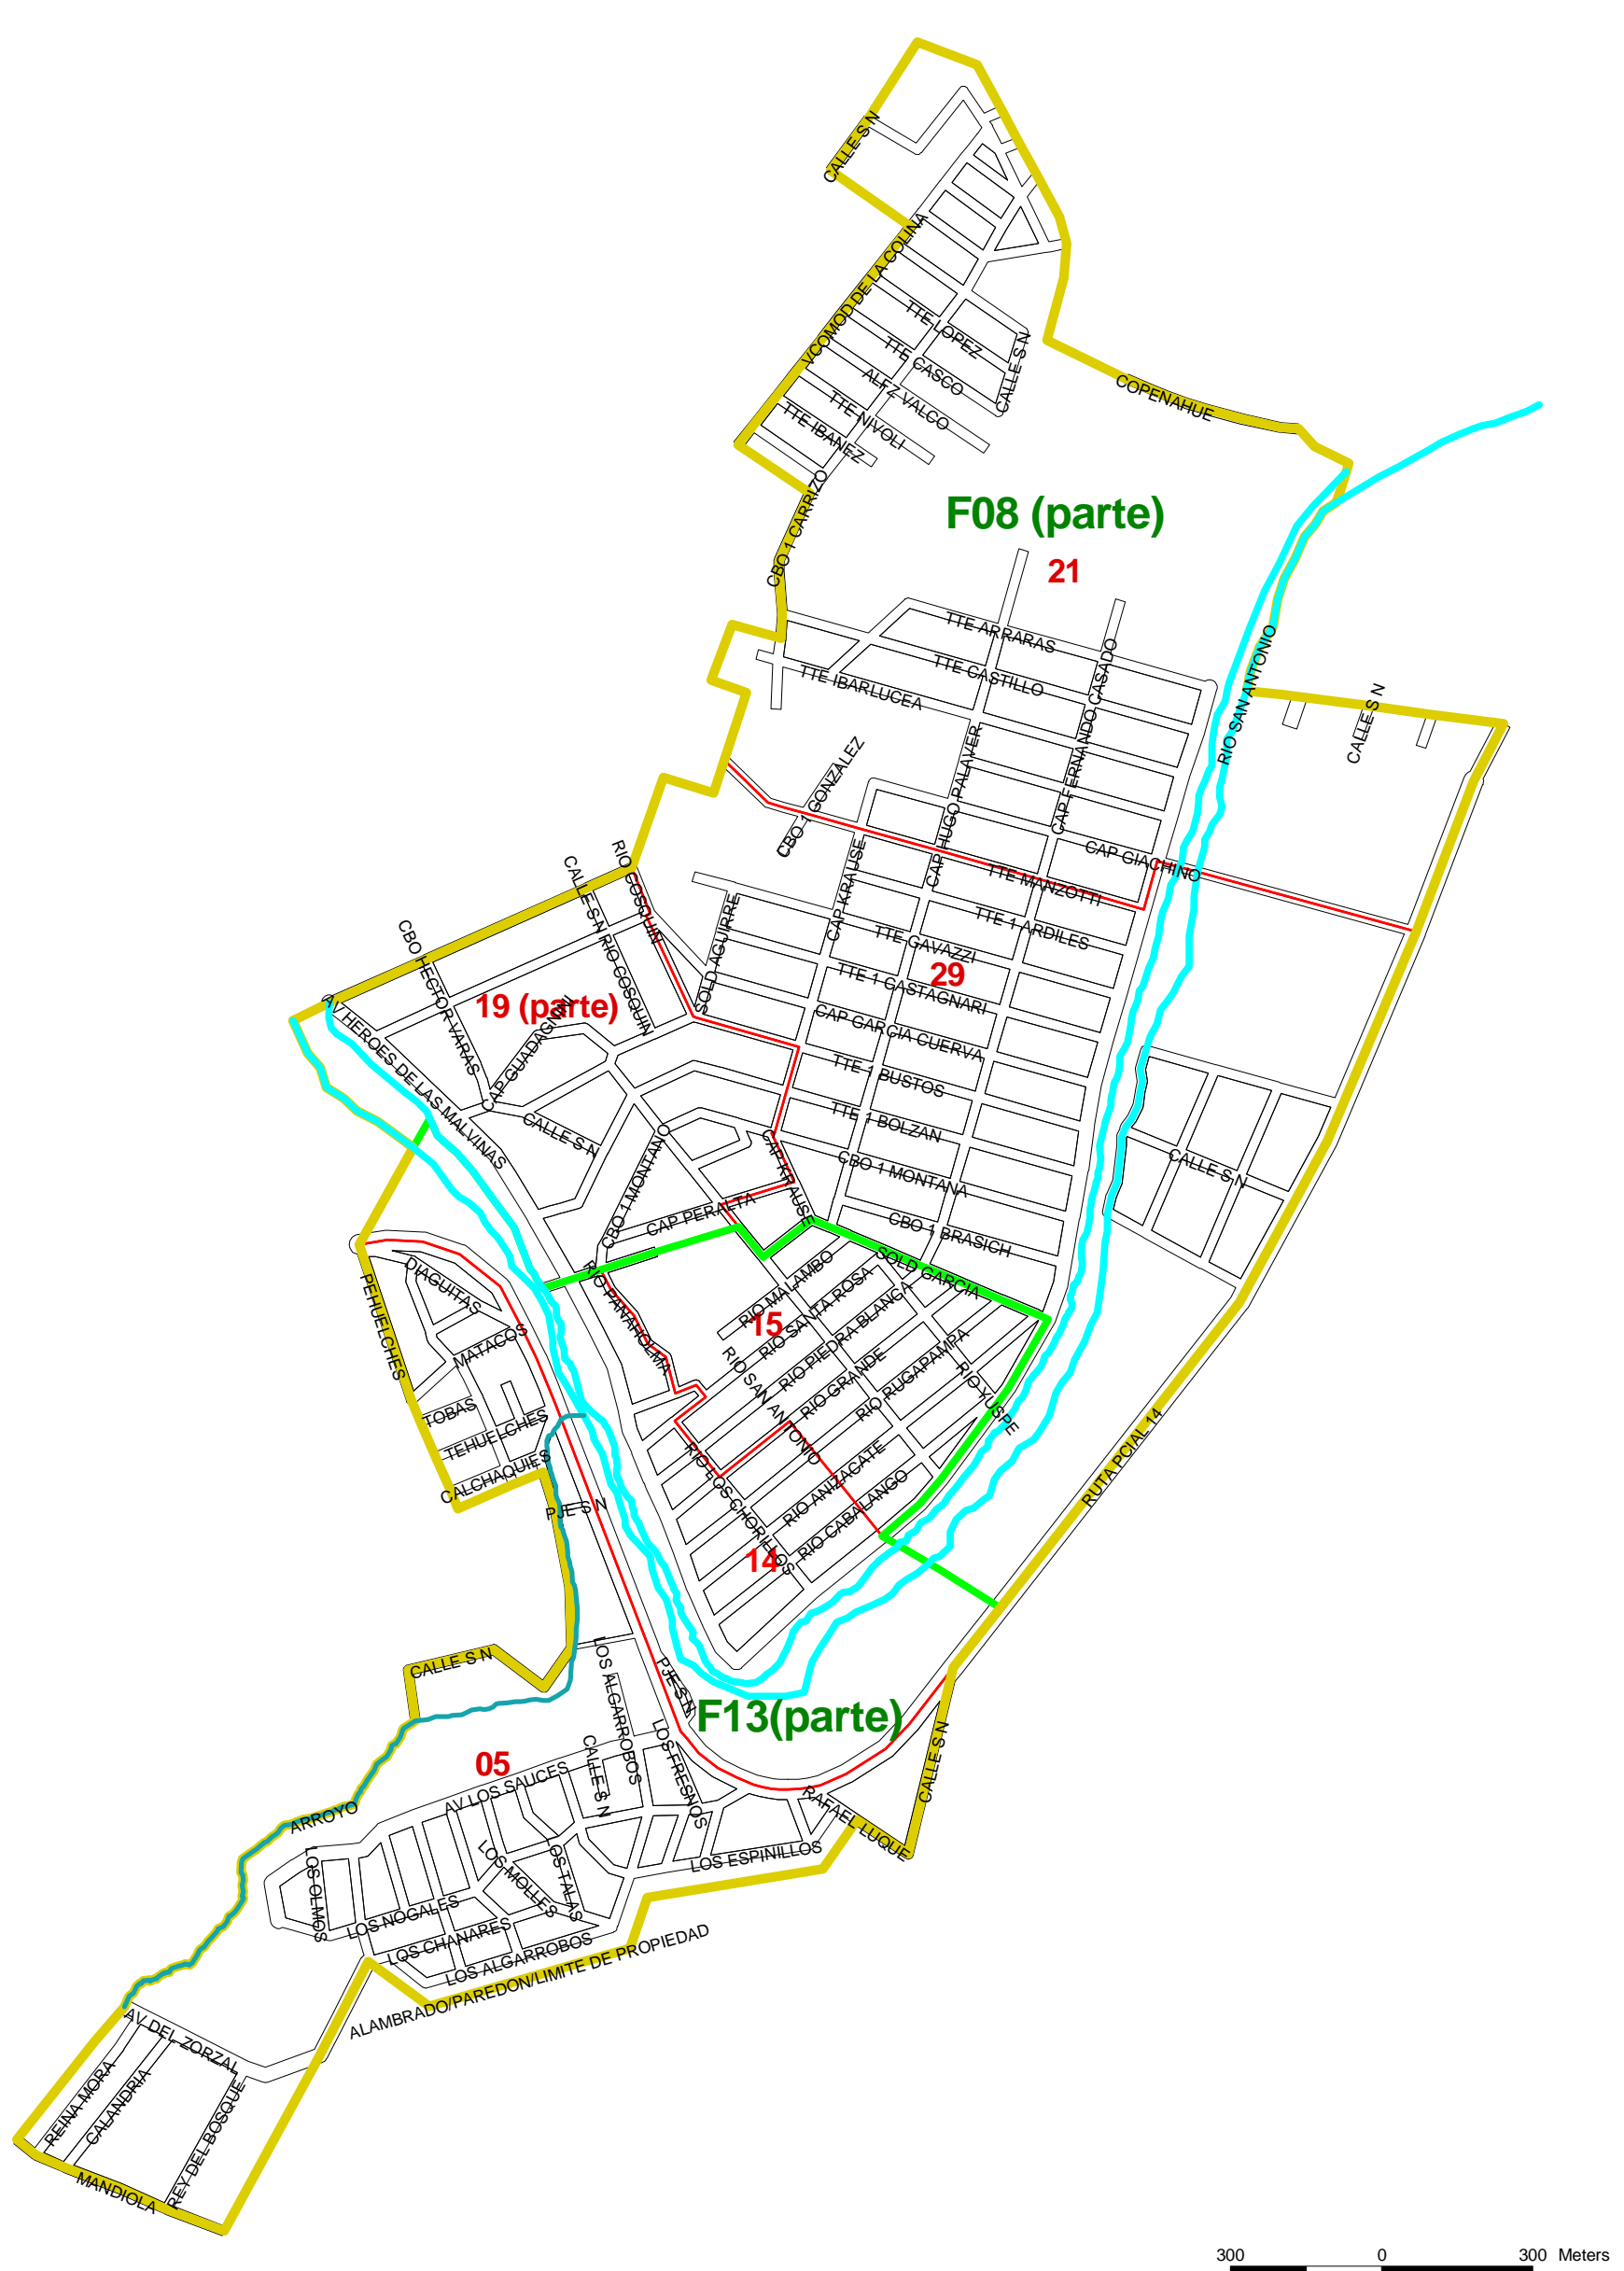 CALLE S N
VCOMOD DE LA COLINA
TTE LOPEZ
CALLE S N
TTE CASCO
ALFZ VALCO
TTE NIVOLI
TTE IBANEZ
COPENAHUE
CBO 1 CARRIZO
F08 (parte)
21
TTE ARRARAS
TTE CASTILLO
TTE IBARLUCEA
CAP FERNANDO CASADO
RIO SAN ANTONIO
CALLE S N
CBO 1 GONZALEZ
CAP HUGO PALAVER
CAP KRAUSE
CAP GIACHINO
TTE MANZOTTI
TTE 1 ARDILES
RIO COSQUIN
CALLE S N RIO COSQUIN
SOLD AGUIRRE
CBO HECTOR VARAS
TTE GAVAZZI
29
TTE 1 CASTAGNARI
19 (parte)
CAP GUADAGNINI
AV HEROES DE LAS MALVINAS
CAP GARCIA CUERVA
TTE 1 BUSTOS
CALLE S N
TTE 1 BOLZAN
CBO 1 MONTANO
CAP KRAUSE
CBO 1 MONTANA
CALLE S N
CAP PERALTA
CBO 1 BRASICH
SOLD GARCIA
PEHUELCHES
DIAGUITAS
RIO PANAHOLMA
RIO MALAMBO
15
RIO SANTA ROSA
RIO PIEDRA BLANCA
MATACOS
RIO SAN ANTONIO
RIO GRANDE
RIO RUGAPAMPA
RIO YUSPE
TOBAS
TEHUELCHES
CALCHAQUIES
PJE S N
RIO LOS CHORILLOS
RIO ANIZACATE
RIO CABALANGO
14
RUTA PCIAL 14
CALLE S N
LOS ALGARROBOS
PJE S N
F13(parte)
05
AV LOS SAUCES
CALLE S N
LOS FRESNOS
CALLE S N
RAFAEL LUQUE
ARROYO
LOS OLMOS
LOS MOLLES
LOS TALAS
LOS ESPINILLOS
LOS NOGALES
LOS CHANARES
LOS ALGARROBOS
ALAMBRADO/PAREDON/LIMITE DE PROPIEDAD
AV DEL ZORZAL
REINA MORA
CALANDRIA
REY DEL BOSQUE
MANDIOLA
300 0 300 Meters